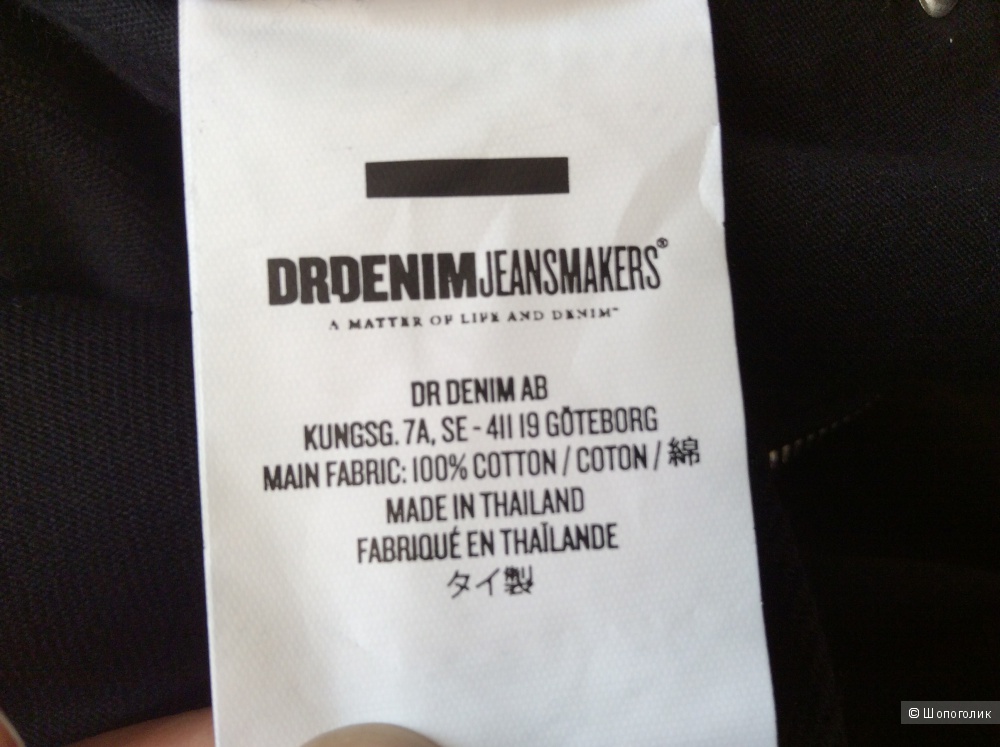 DRDENIMJEANSMAKERS®
A MATTER OF LIFE AND DENIM™
DR DENIM AB
KUNGSG. 7A, SE - 411 19 GÖTEBORG
MAIN FABRIC: 100% COTTON / COTON / 綿
MADE IN THAILAND
FABRIQUÉ EN THAÏLANDE
タイ製
© Шопоголик